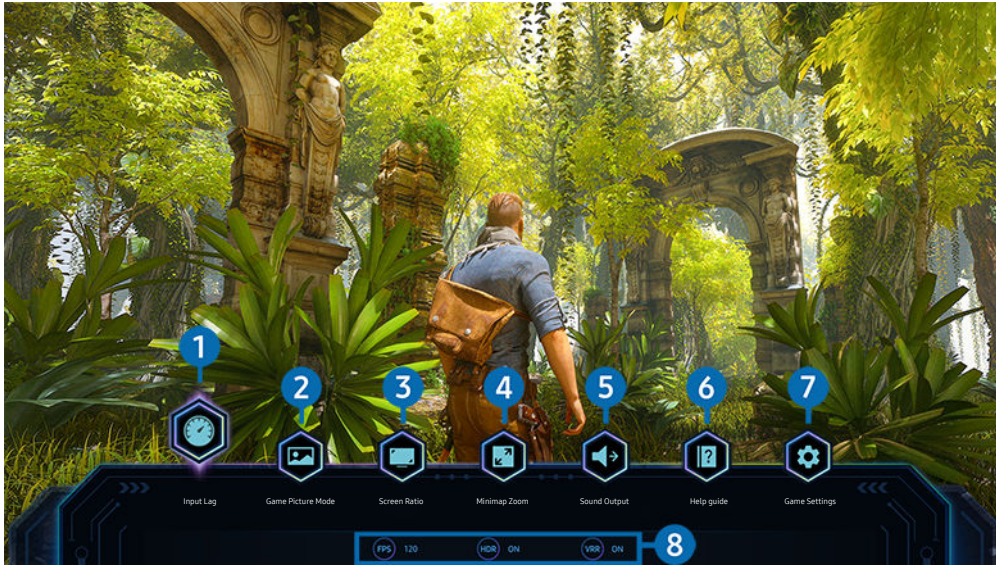 1
2
3
4
5
6
7
Input Lag
Game Picture Mode
Screen Ratio
Minimap Zoom
Sound Output
Help guide
Game Settings
FPS 120
HDR ON
VRR ON
8